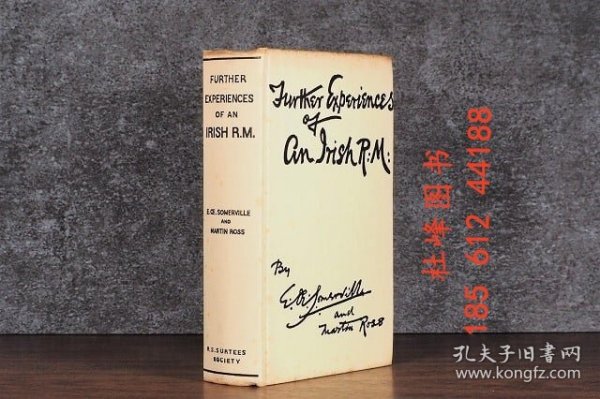 FURTHER
EXPERIENCES
OF AN
IRISH R.M.
E.Œ. SOMERVILLE
AND
MARTIN ROSS
R.S. SURTEES
SOCIETY
Further Experiences
of
An Irish R:M:
By
E. Œ. Somerville
and
Martin Ross
杜峰图书
185 612 44188
孔夫子旧书网
www.kongfz.com